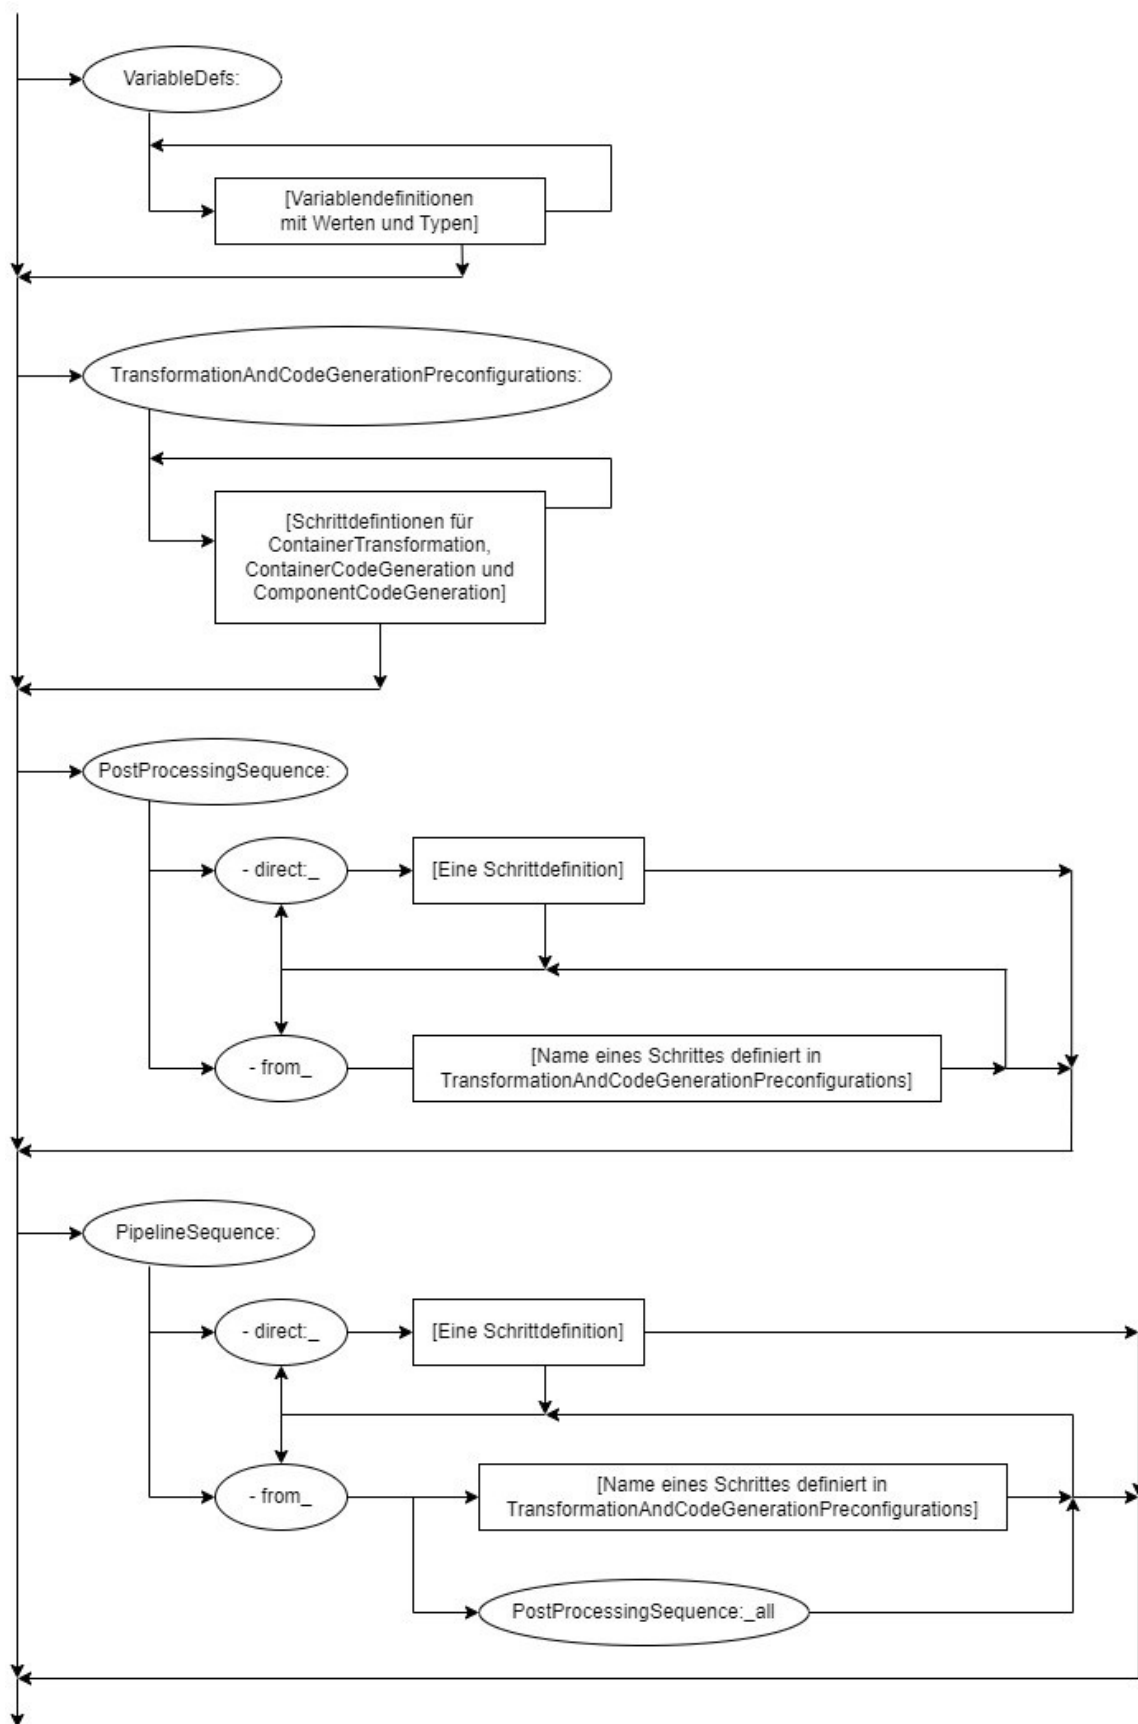 VariableDefs:
[Variablendefinitionen
mit Werten und Typen]
TransformationAndCodeGenerationPreconfigurations:
[Schrittdefintionen für
ContainerTransformation,
ContainerCodeGeneration und
ComponentCodeGeneration]
PostProcessingSequence:
- direct:_
[Eine Schrittdefinition]
- from_
[Name eines Schrittes definiert in
TransformationAndCodeGenerationPreconfigurations]
PipelineSequence:
- direct:_
[Eine Schrittdefinition]
- from_
[Name eines Schrittes definiert in
TransformationAndCodeGenerationPreconfigurations]
PostProcessingSequence:_all